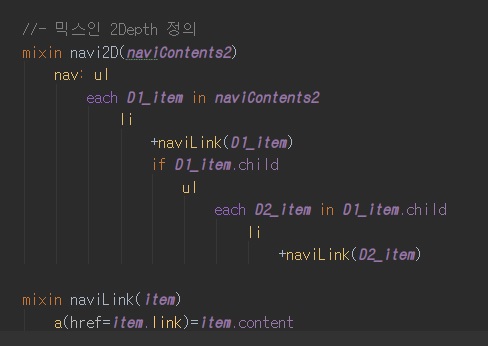 //- 믹스인 2Depth 정의
mixin navi2D(naviContents2)
    nav: ul
        each D1_item in naviContents2
            li
                +naviLink(D1_item)
                if D1_item.child
                    ul
                        each D2_item in D1_item.child
                            li
                                +naviLink(D2_item)

mixin naviLink(item)
    a(href=item.link)=item.content